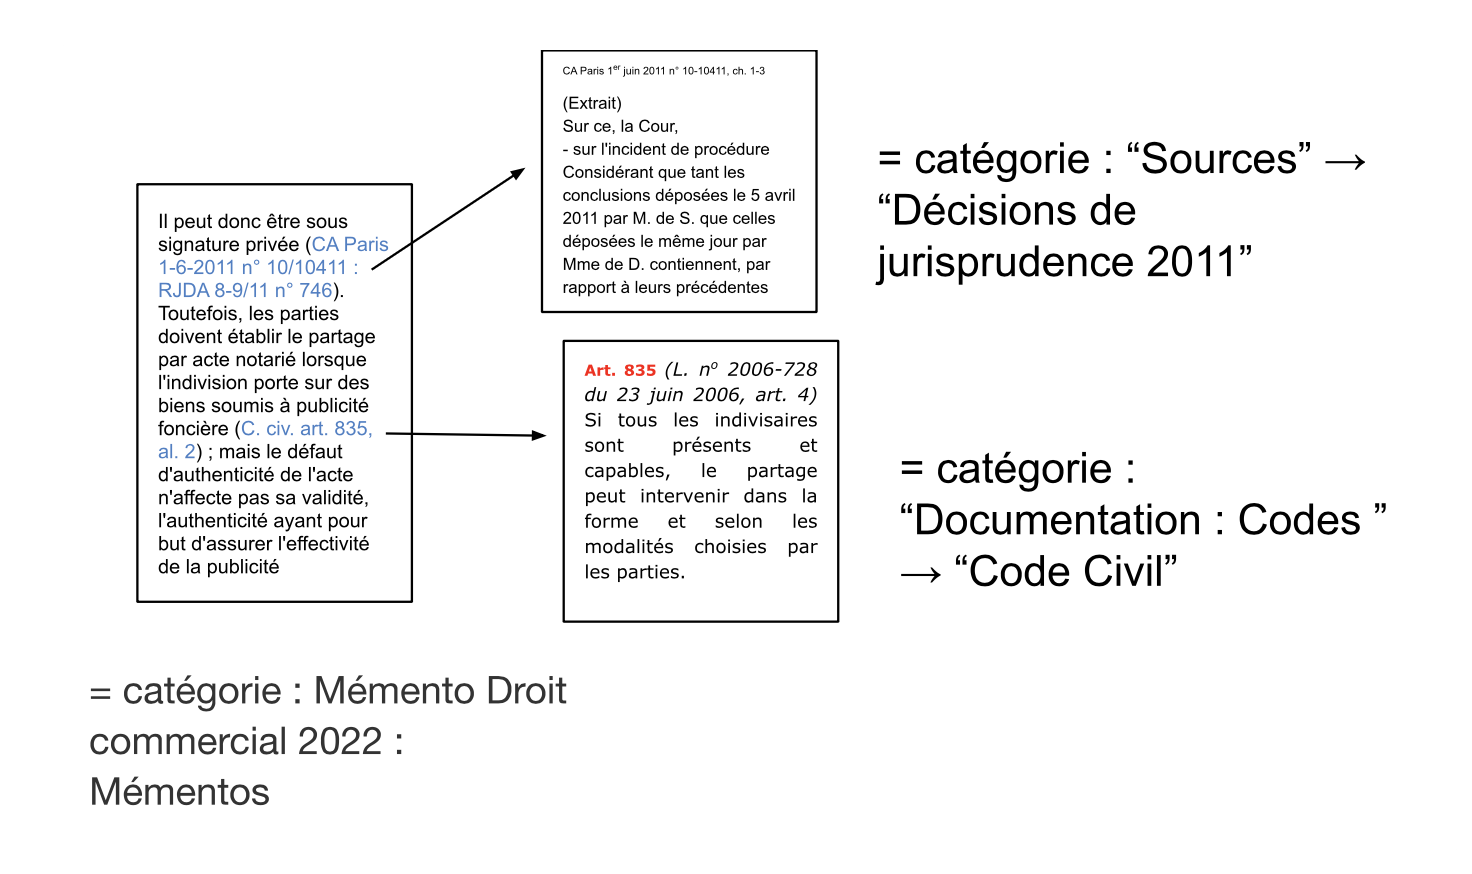 Il peut donc être sous
signature privée (CA Paris
1-6-2011 n° 10/10411 :
RJDA 8-9/11 n° 746).
Toutefois, les parties
doivent établir le partage
par acte notarié lorsque
l'indivision porte sur des
biens soumis à publicité
foncière (C. civ. art. 835,
al. 2) ; mais le défaut
d'authenticité de l'acte
n'affecte pas sa validité,
l'authenticité ayant pour
but d'assurer l'effectivité
de la publicité
= catégorie : Mémento Droit
commercial 2022 :
Mémentos
CA Paris 1er juin 2011 n° 10-10411, ch. 1-3
(Extrait)
Sur ce, la Cour,
- sur l'incident de procédure
Considérant que tant les
conclusions déposées le 5 avril
2011 par M. de S. que celles
déposées le même jour par
Mme de D. contiennent, par
rapport à leurs précédentes
= catégorie : “Sources” →
“Décisions de
jurisprudence 2011”
Art. 835 (L. no 2006-728
du 23 juin 2006, art. 4)
Si tous les indivisaires
sont présents et
capables, le partage
peut intervenir dans la
forme et selon les
modalités choisies par
les parties.
= catégorie :
“Documentation : Codes ”
→ “Code Civil”